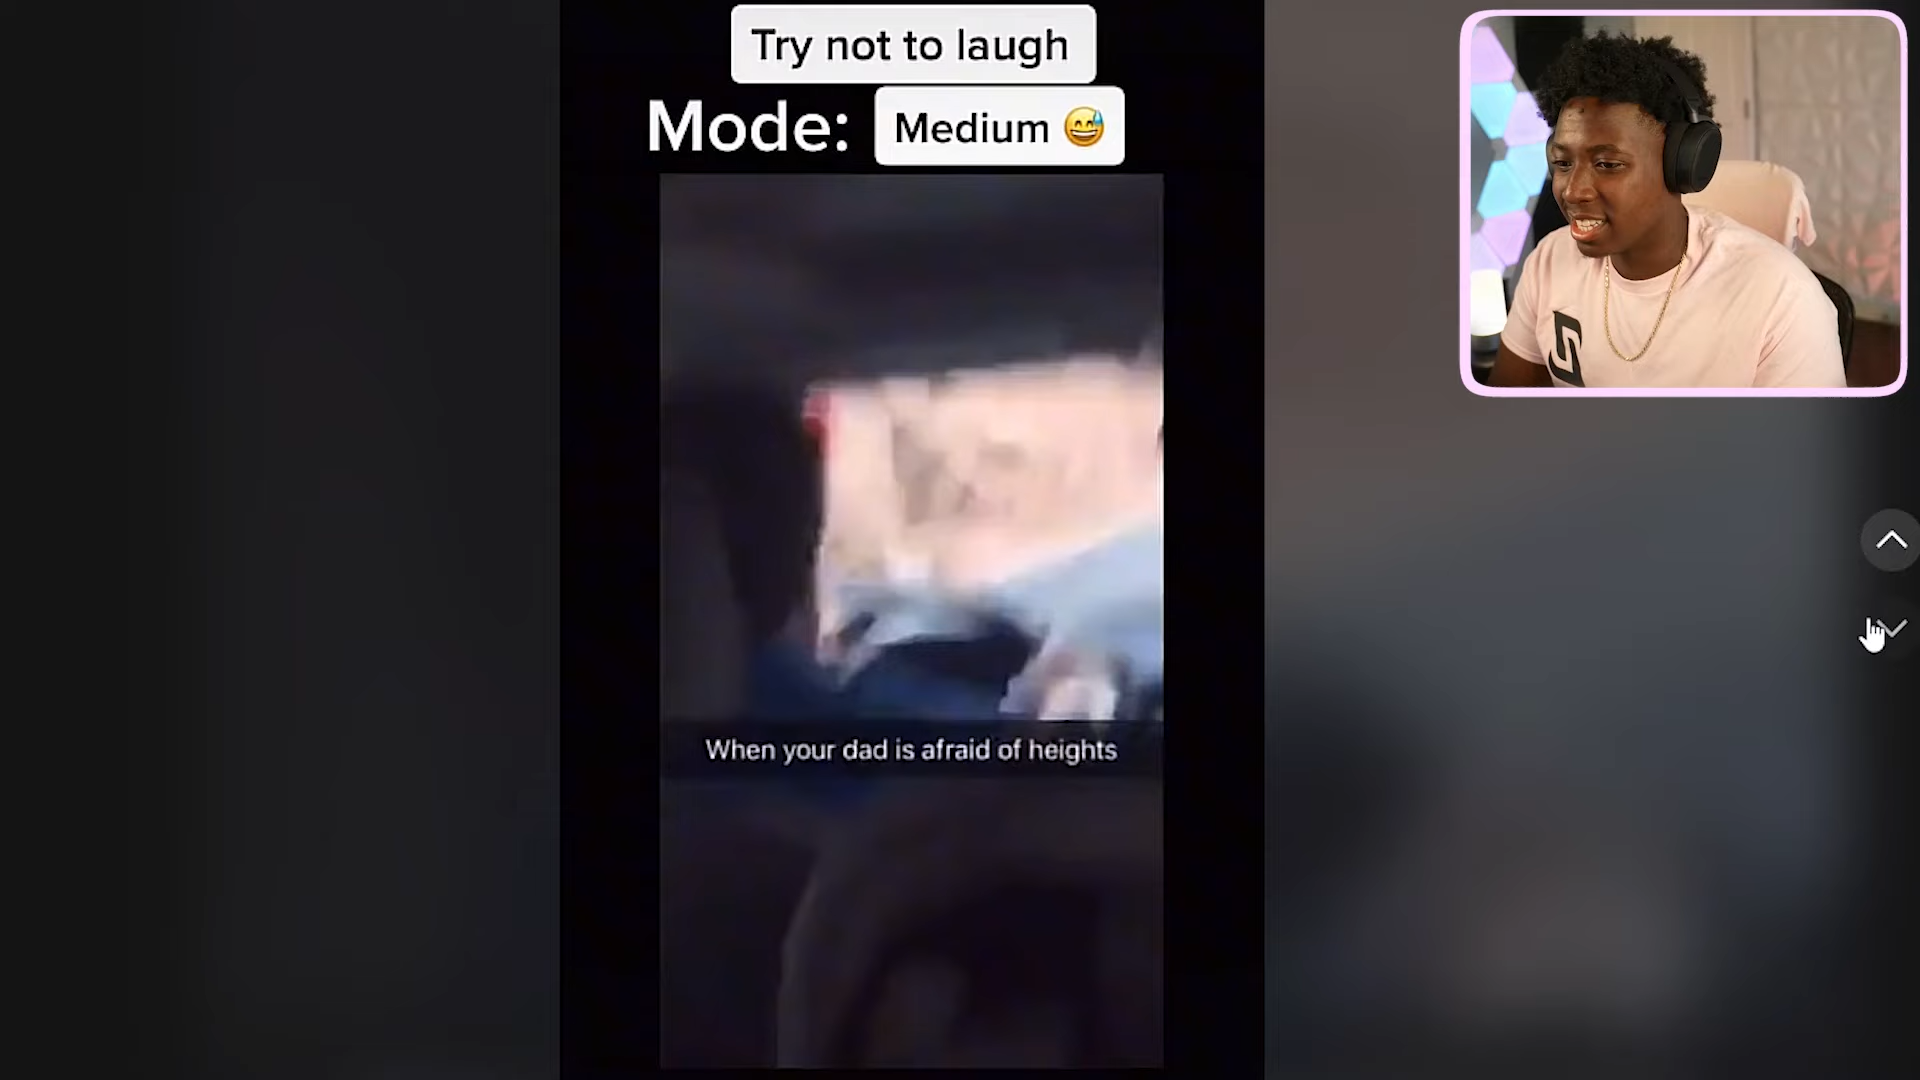 Try not to laugh
Mode: Medium 😅
When your dad is afraid of heights